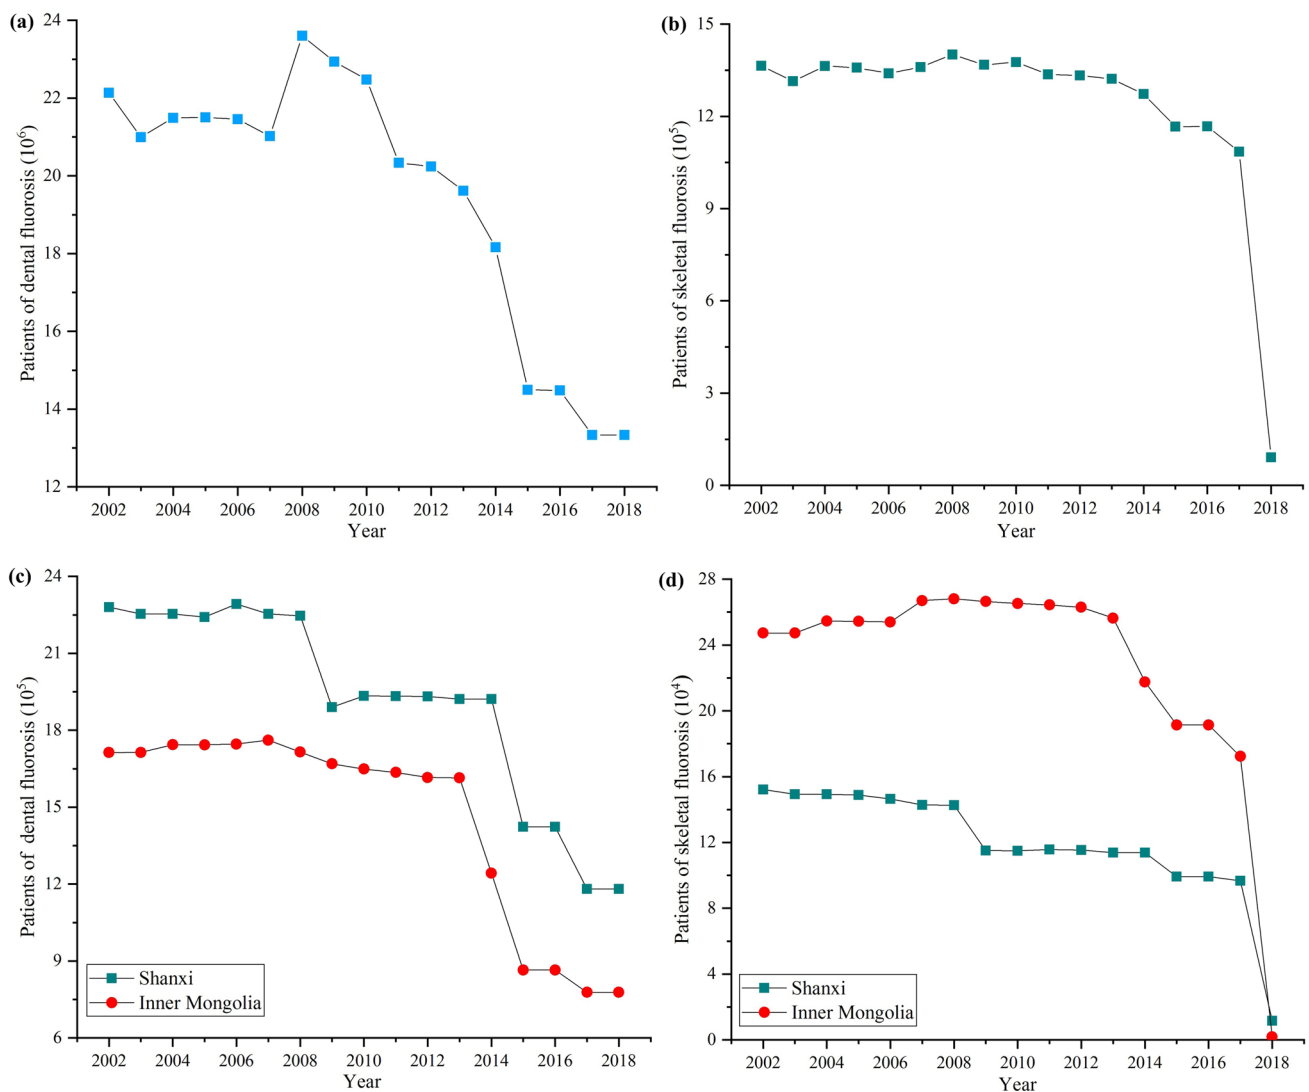 (a)
24
22
20
18
16
14
12
Patients of dental fluorosis (10⁶)
2002 2004 2006 2008 2010 2012 2014 2016 2018
Year
(b)
15
12
9
6
3
0
Patients of skeletal fluorosis (10⁵)
2002 2004 2006 2008 2010 2012 2014 2016 2018
Year
(c)
24
21
18
15
12
9
6
Patients of dental fluorosis (10⁵)
Shanxi
Inner Mongolia
2002 2004 2006 2008 2010 2012 2014 2016 2018
Year
(d)
28
24
20
16
12
8
4
0
Patients of skeletal fluorosis (10⁴)
Shanxi
Inner Mongolia
2002 2004 2006 2008 2010 2012 2014 2016 2018
Year